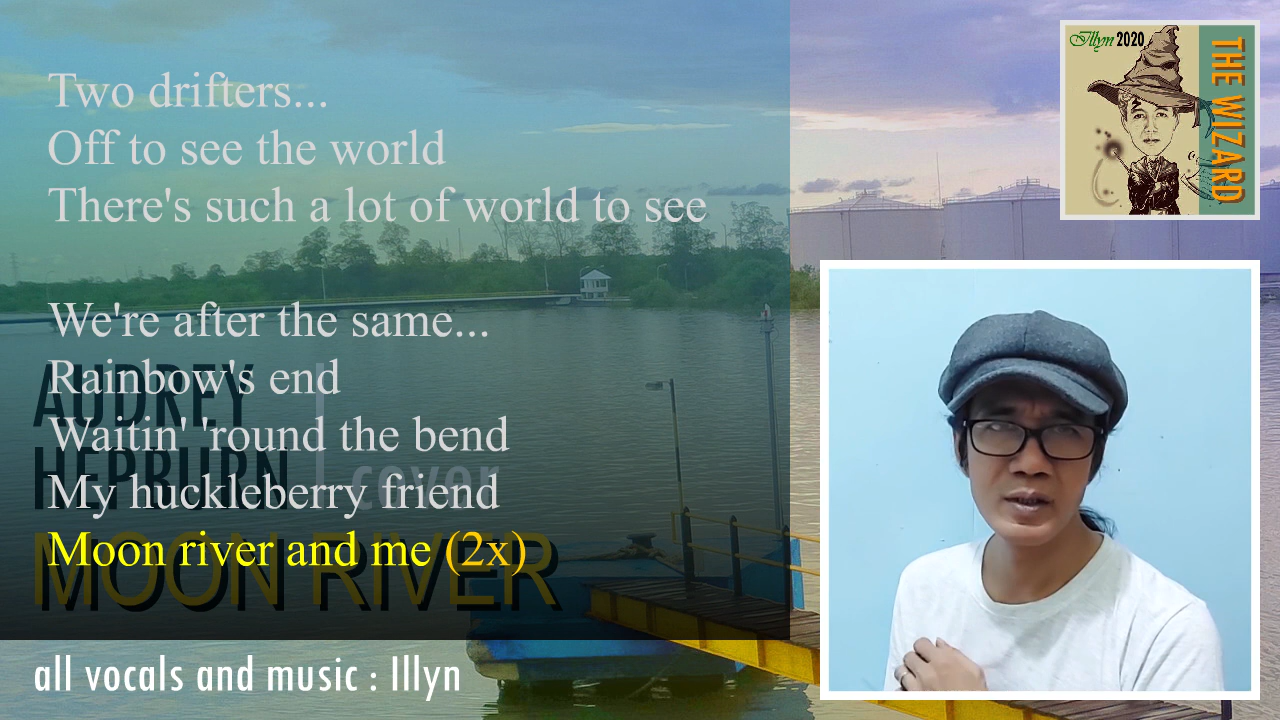 Two drifters...
Off to see the world
There's such a lot of world to see
We're after the same...
Rainbow's end
Waitin' 'round the bend
My huckleberry friend
Moon river and me (2x)
AUDREY
HEPBURN | cover
MOON RIVER
all vocals and music : Illyn
Illyn 2020
THE WIZARD